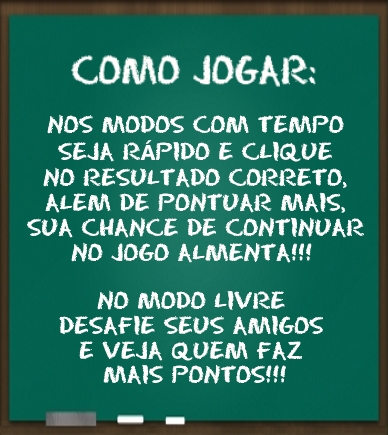 COMO JOGAR:
NOS MODOS COM TEMPO
SEJA RÁPIDO E CLIQUE
NO RESULTADO CORRETO,
ALEM DE PONTUAR MAIS,
SUA CHANCE DE CONTINUAR
NO JOGO ALMENTA!!!
NO MODO LIVRE
DESAFIE SEUS AMIGOS
E VEJA QUEM FAZ
MAIS PONTOS!!!